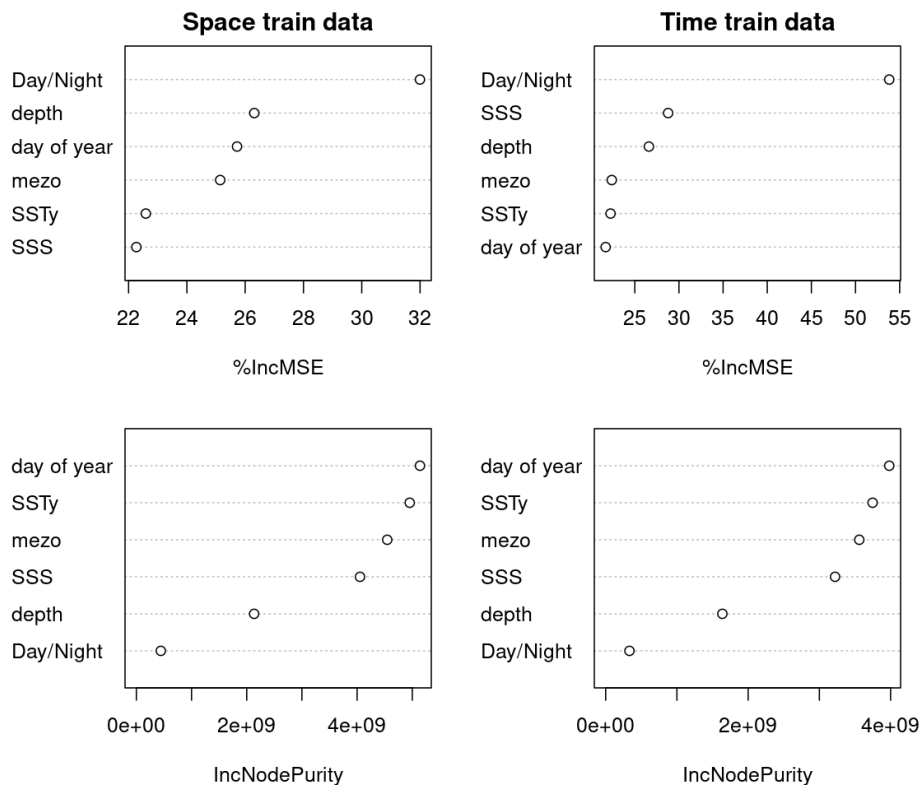 Space train data
Day/Night
depth
day of year
mezo
SSTy
SSS
22 24 26 28 30 32
%IncMSE
Time train data
Day/Night
SSS
depth
mezo
SSTy
day of year
25 30 35 40 45 50 55
%IncMSE
day of year
SSTy
mezo
SSS
depth
Day/Night
0e+00 2e+09 4e+09
IncNodePurity
day of year
SSTy
mezo
SSS
depth
Day/Night
0e+00 2e+09 4e+09
IncNodePurity